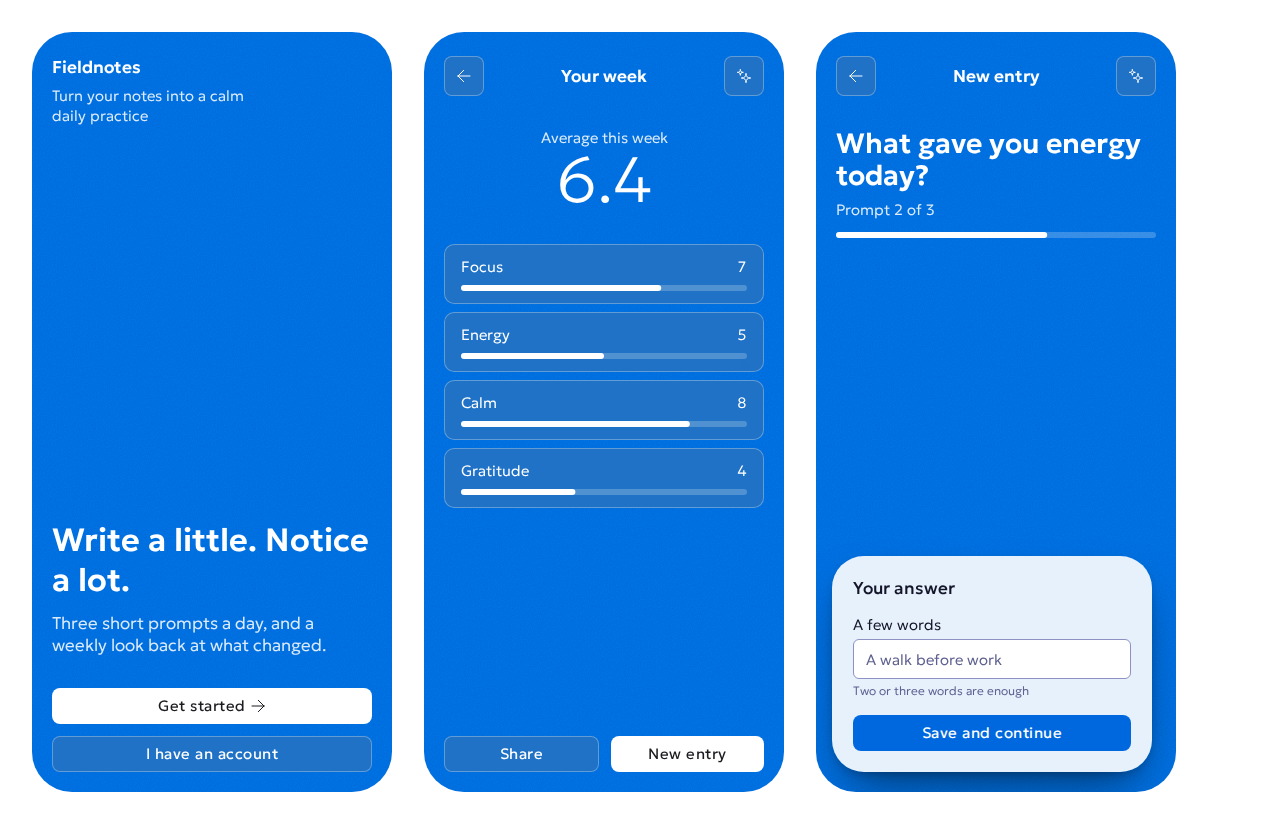 Fieldnotes
Turn your notes into a calm
daily practice
Write a little. Notice
a lot.
Three short prompts a day, and a
weekly look back at what changed.
Get started
I have an account
Your week
Average this week
6.4
Focus 7
Energy 5
Calm 8
Gratitude 4
Share
New entry
New entry
What gave you energy
today?
Prompt 2 of 3
Your answer
A few words
A walk before work
Two or three words are enough
Save and continue